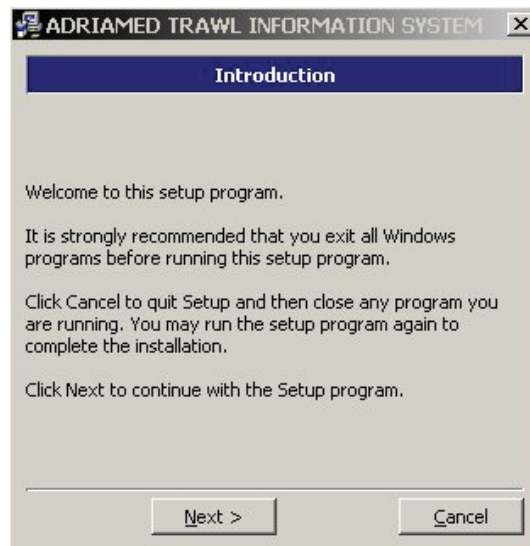 ADRIAMED TRAWL INFORMATION SYSTEM
Introduction
Welcome to this setup program.
It is strongly recommended that you exit all Windows
programs before running this setup program.
Click Cancel to quit Setup and then close any program you
are running. You may run the setup program again to
complete the installation.
Click Next to continue with the Setup program.
Next >
Cancel